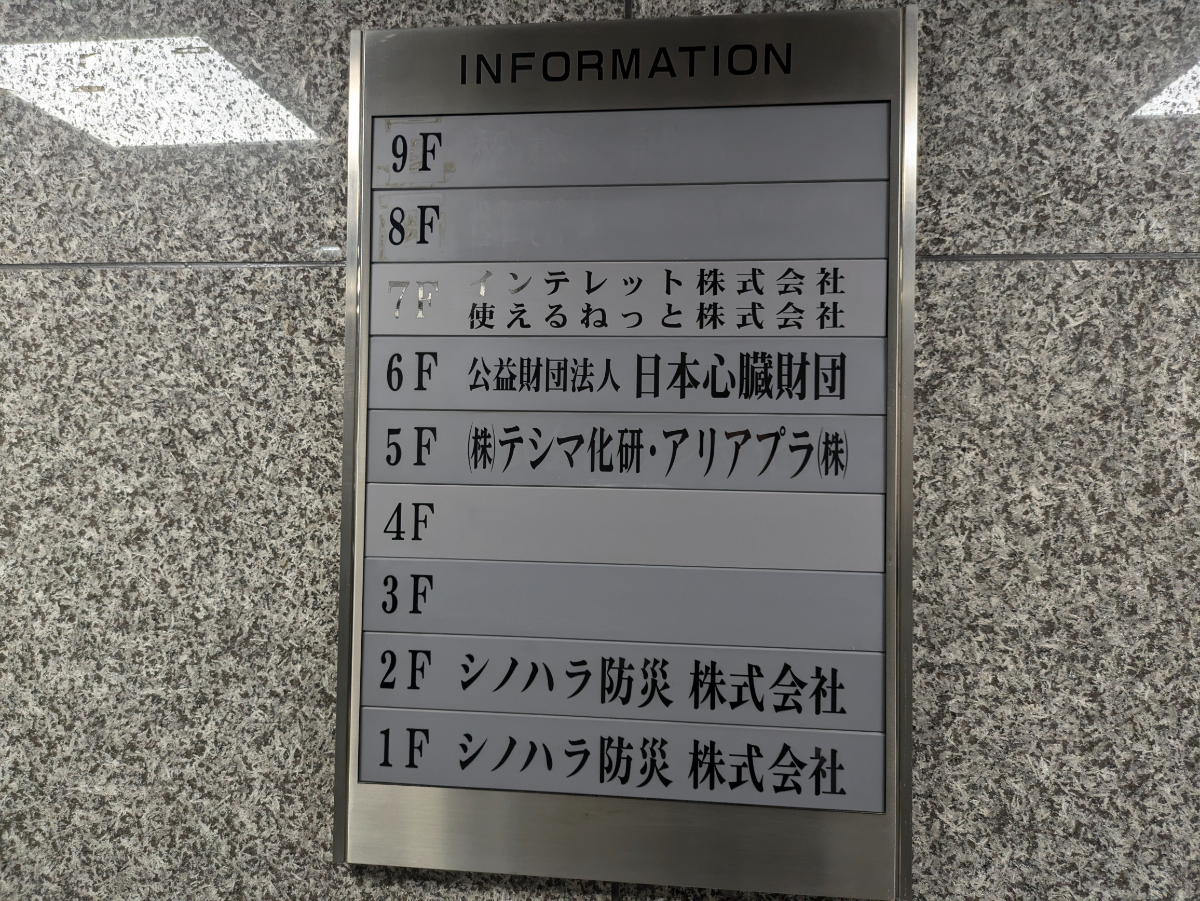 INFORMATION
9F
8F
7F インテレット株式会社
使えるねっと株式会社
6F 公益財団法人 日本心臓財団
5F ㈱テシマ化研・アリアプラ㈱
4F
3F
2F シノハラ防災 株式会社
1F シノハラ防災 株式会社